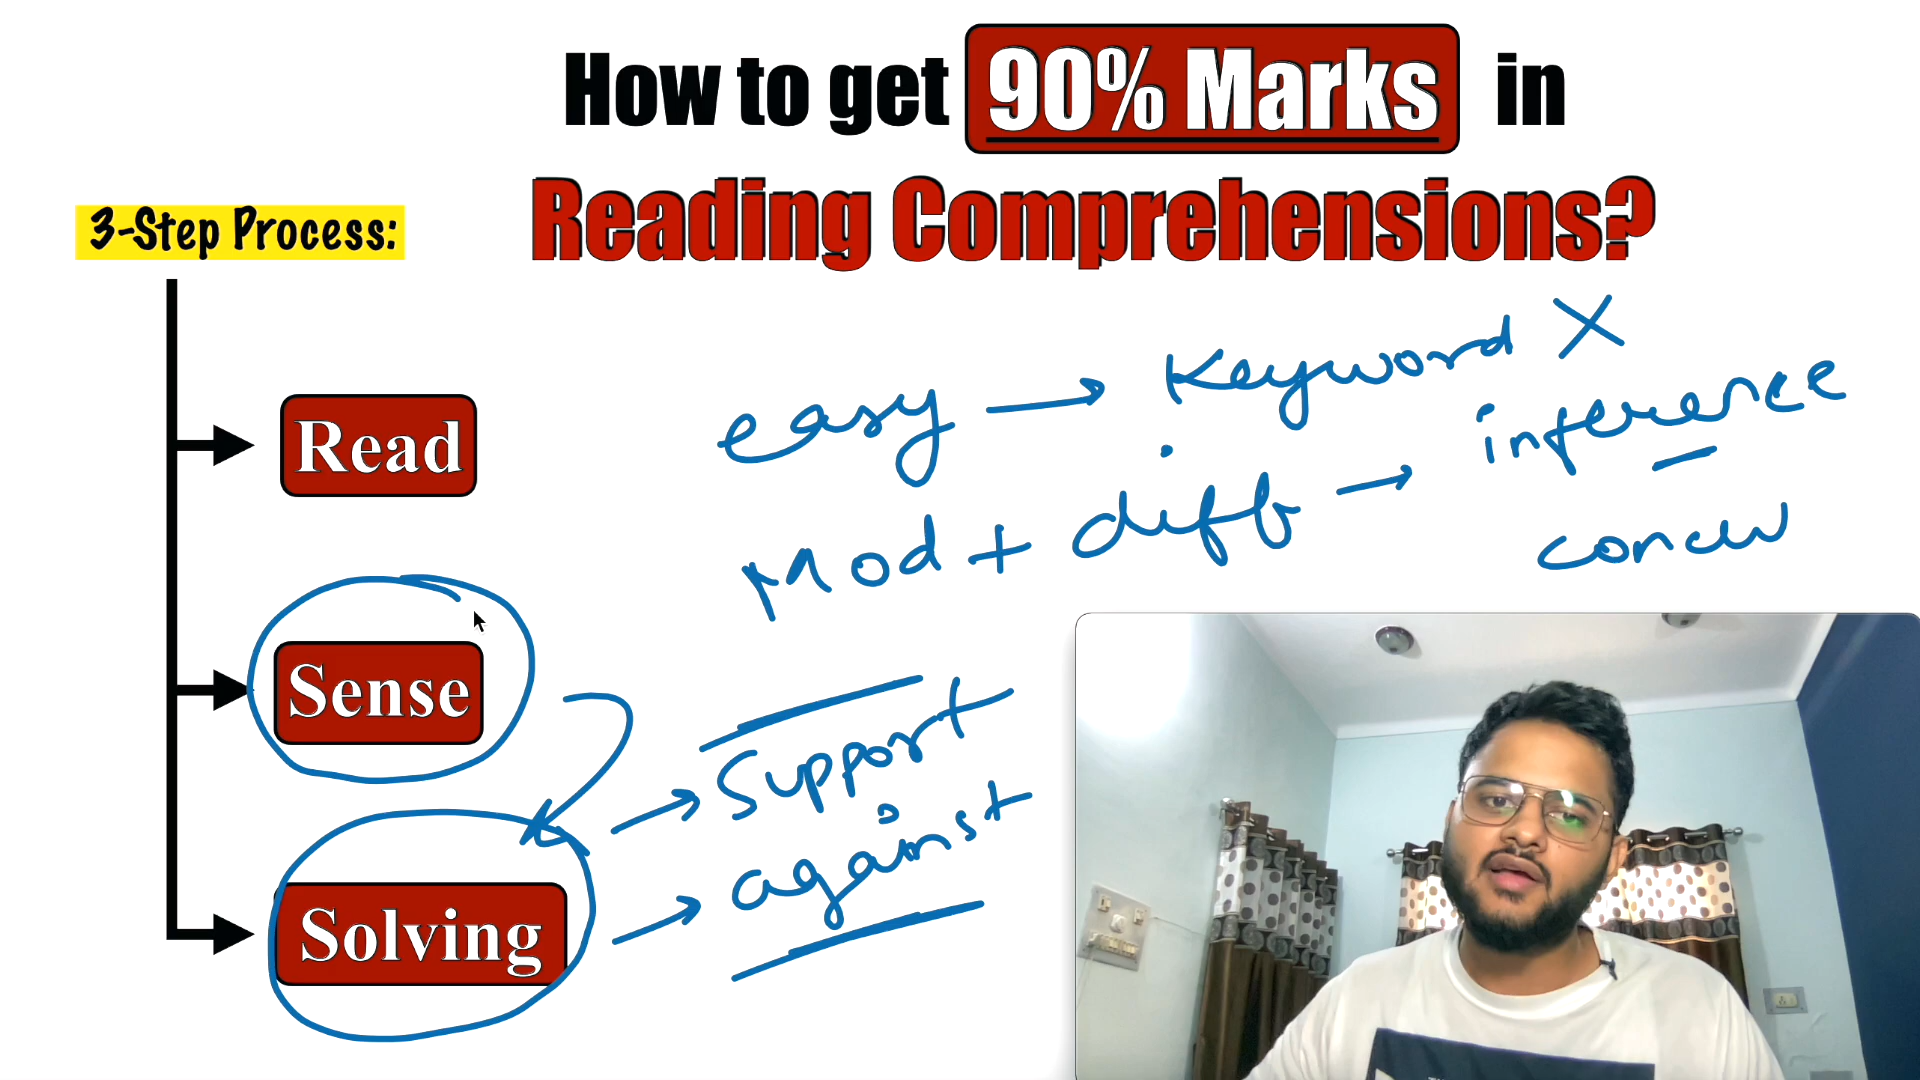 How to get 90% Marks in
Reading Comprehensions?
3-Step Process:
Read
Sense
Solving
easy → Keyword X
Mod + diff → inference
→ Support
→ against